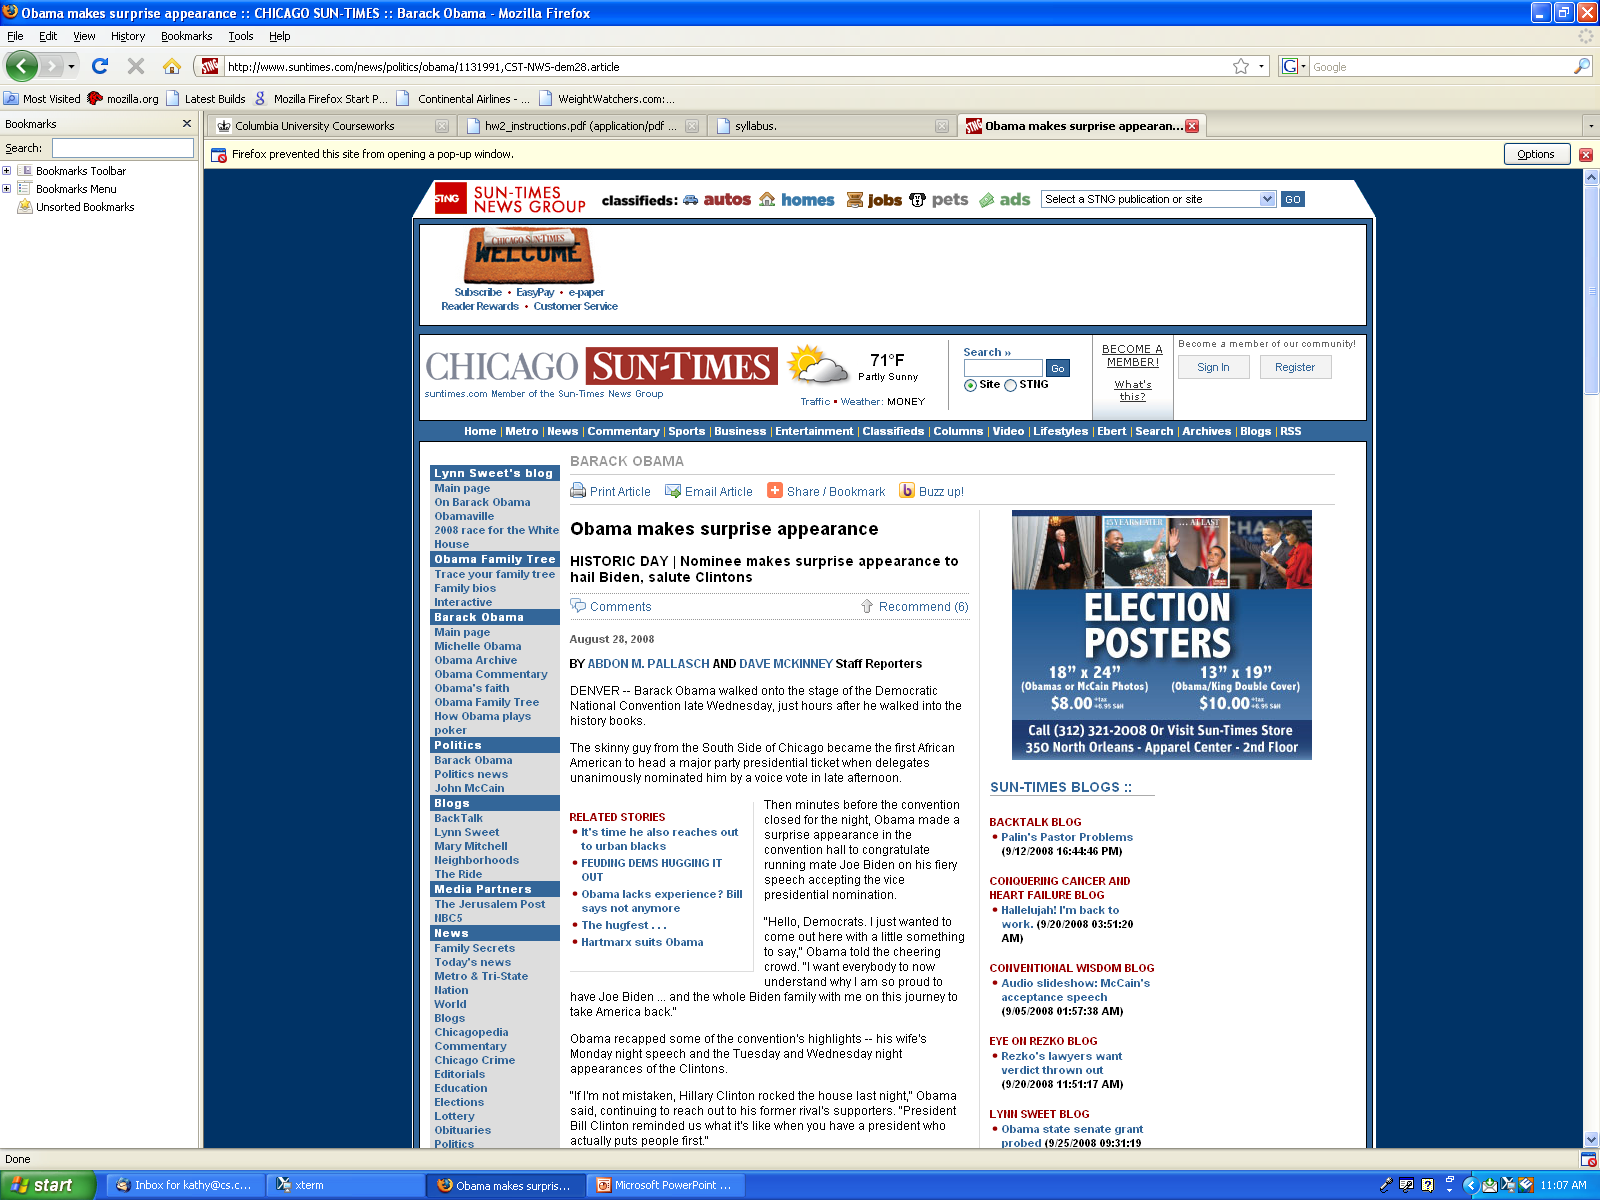 Obama makes surprise appearance :: CHICAGO SUN-TIMES :: Barack Obama - Mozilla Firefox
File Edit View History Bookmarks Tools Help
http://www.suntimes.com/news/politics/obama/1131991,CST-NWS-dem28.article
Google
Most Visited mozilla.org Latest Builds Mozilla Firefox Start P... Continental Airlines - ... WeightWatchers.com:...
Bookmarks
Columbia University Courseworks hw2_instructions.pdf (application/pdf ... syllabus. Obama makes surprise appearan...
Search:
Firefox prevented this site from opening a pop-up window. Options
Bookmarks Toolbar
Bookmarks Menu
Unsorted Bookmarks
STNG SUN-TIMES NEWS GROUP
classifieds: autos homes jobs pets ads Select a STNG publication or site GO
CHICAGO SUN-TIMES
WELCOME
Subscribe • EasyPay • e-paper
Reader Rewards • Customer Service
CHICAGO SUN-TIMES
suntimes.com Member of the Sun-Times News Group
71°F
Partly Sunny
Traffic • Weather: MONEY
Search »
Go
Site STNG
BECOME A
MEMBER!
What's
this?
Become a member of our community!
Sign In Register
Home | Metro | News | Commentary | Sports | Business | Entertainment | Classifieds | Columns | Video | Lifestyles | Ebert | Search | Archives | Blogs | RSS
Lynn Sweet's blog
Main page
On Barack Obama
Obamaville
2008 race for the White
House
Obama Family Tree
Trace your family tree
Family bios
Interactive
Barack Obama
Main page
Michelle Obama
Obama Archive
Obama Commentary
Obama's faith
Obama Family Tree
How Obama plays
poker
Politics
Barack Obama
Politics news
John McCain
Blogs
BackTalk
Lynn Sweet
Mary Mitchell
Neighborhoods
The Ride
Media Partners
The Jerusalem Post
NBC5
News
Family Secrets
Today's news
Metro & Tri-State
Nation
World
Blogs
Chicagopedia
Commentary
Chicago Crime
Editorials
Education
Elections
Lottery
Obituaries
Politics
BARACK OBAMA
Print Article Email Article Share / Bookmark Buzz up!
Obama makes surprise appearance
HISTORIC DAY | Nominee makes surprise appearance to
hail Biden, salute Clintons
Comments Recommend (6)
August 28, 2008
BY ABDON M. PALLASCH AND DAVE MCKINNEY Staff Reporters
DENVER -- Barack Obama walked onto the stage of the Democratic
National Convention late Wednesday, just hours after he walked into the
history books.
The skinny guy from the South Side of Chicago became the first African
American to head a major party presidential ticket when delegates
unanimously nominated him by a voice vote in late afternoon.
RELATED STORIES
• It's time he also reaches out
to urban blacks
• FEUDING DEMS HUGGING IT
OUT
• Obama lacks experience? Bill
says not anymore
• The hugfest . . .
• Hartmarx suits Obama
Then minutes before the convention
closed for the night, Obama made a
surprise appearance in the
convention hall to congratulate
running mate Joe Biden on his fiery
speech accepting the vice
presidential nomination.
"Hello, Democrats. I just wanted to
come out here with a little something
to say," Obama told the cheering
crowd. "I want everybody to now
understand why I am so proud to
have Joe Biden ... and the whole Biden family with me on this journey to
take America back."
Obama recapped some of the convention's highlights -- his wife's
Monday night speech and the Tuesday and Wednesday night
appearances of the Clintons.
"If I'm not mistaken, Hillary Clinton rocked the house last night," Obama
said, continuing to reach out to his former rival's supporters. "President
Bill Clinton reminded us what it's like when you have a president who
actually puts people first."
... AT LAST
ELECTION
POSTERS
18" x 24" 13" x 19"
(Obamas or McCain Photos) (Obama/King Double Cover)
$8.00 +tax +6.95 S&H $10.00 +tax +6.95 S&H
Call (312) 321-2008 Or Visit Sun-Times Store
350 North Orleans - Apparel Center - 2nd Floor
SUN-TIMES BLOGS ::
BACKTALK BLOG
• Palin's Pastor Problems
(9/12/2008 16:44:46 PM)
CONQUERING CANCER AND
HEART FAILURE BLOG
• Hallelujah! I'm back to
work. (9/20/2008 03:51:20
AM)
CONVENTIONAL WISDOM BLOG
• Audio slideshow: McCain's
acceptance speech
(9/05/2008 01:57:38 AM)
EYE ON REZKO BLOG
• Rezko's lawyers want
verdict thrown out
(9/20/2008 11:51:17 AM)
LYNN SWEET BLOG
• Obama state senate grant
probed (9/25/2008 09:31:19
Done
start Inbox for kathy@cs.c... xterm Obama makes surpris... Microsoft PowerPoint ... 11:07 AM